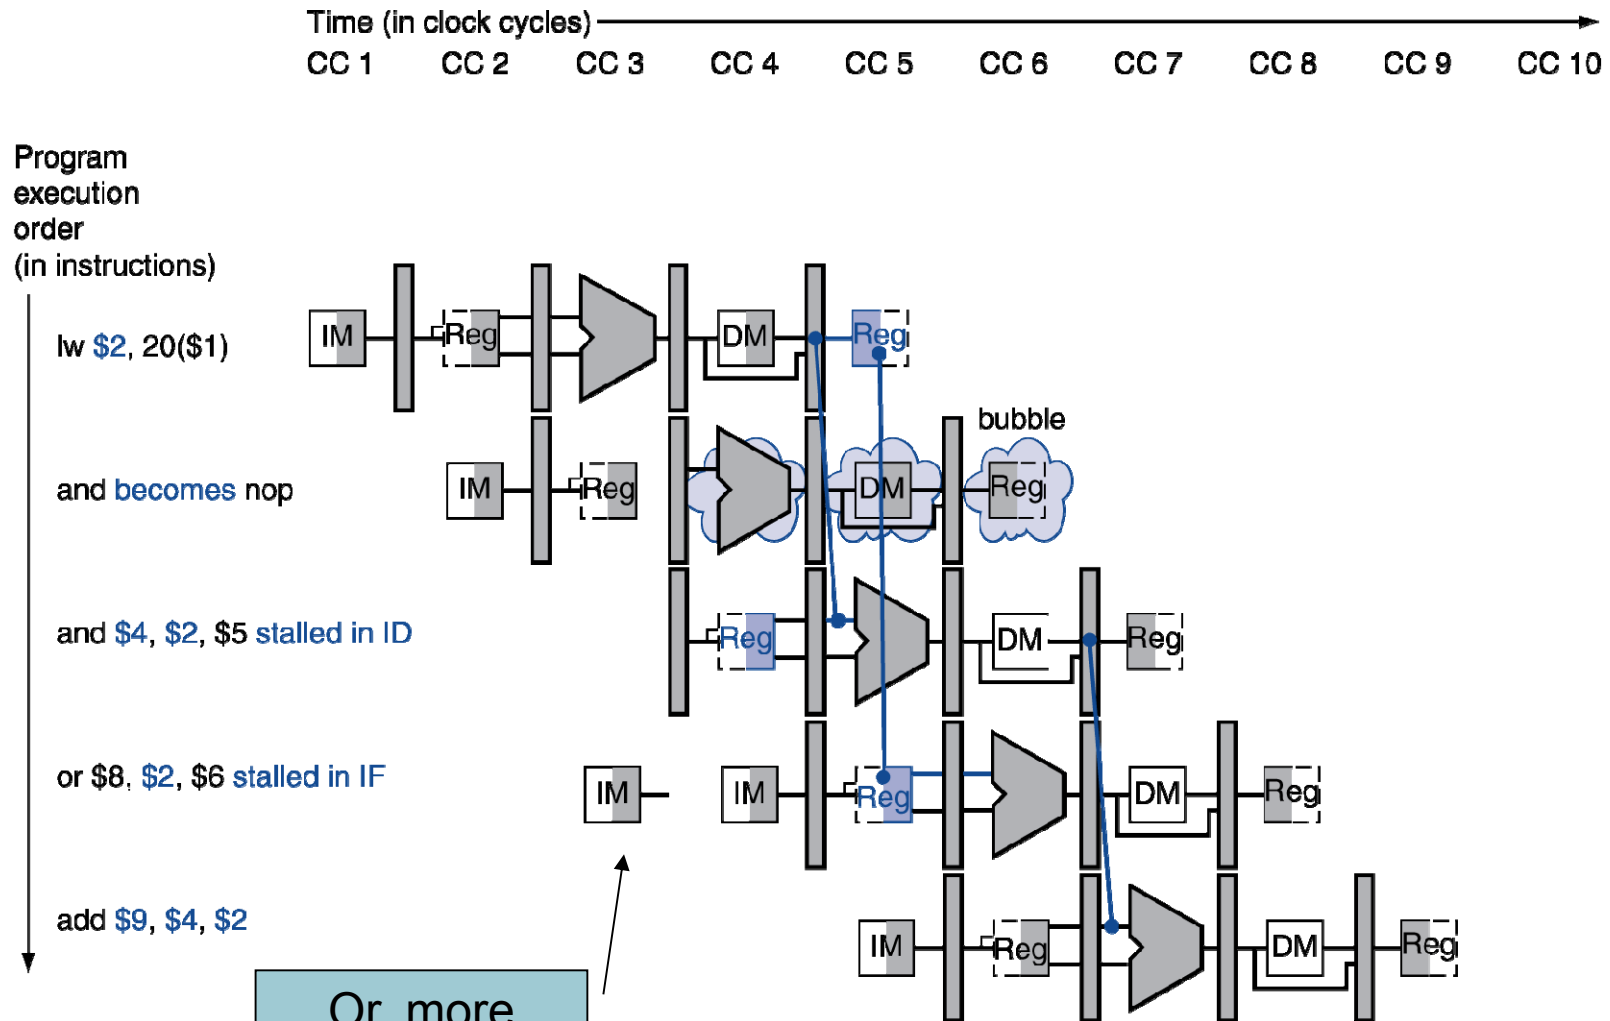 Time (in clock cycles)
CC 1 CC 2 CC 3 CC 4 CC 5 CC 6 CC 7 CC 8 CC 9 CC 10
Program
execution
order
(in instructions)
lw $2, 20($1)
IM Reg DM Reg
bubble
and becomes nop
IM Reg DM Reg
and $4, $2, $5 stalled in ID
Reg DM Reg
or $8, $2, $6 stalled in IF
IM IM Reg DM Reg
add $9, $4, $2
IM Reg DM Reg
Or, more